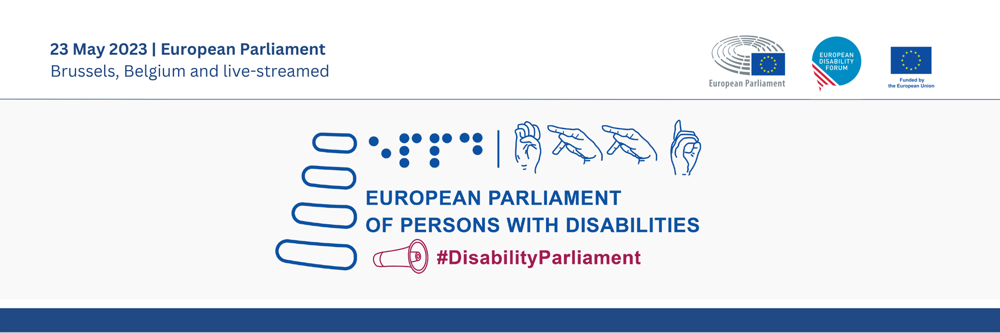 23 May 2023 | European Parliament
Brussels, Belgium and live-streamed
European Parliament
EUROPEAN
DISABILITY
FORUM
Funded by
the European Union
⠑⠏⠏⠙
EUROPEAN PARLIAMENT
OF PERSONS WITH DISABILITIES
#DisabilityParliament